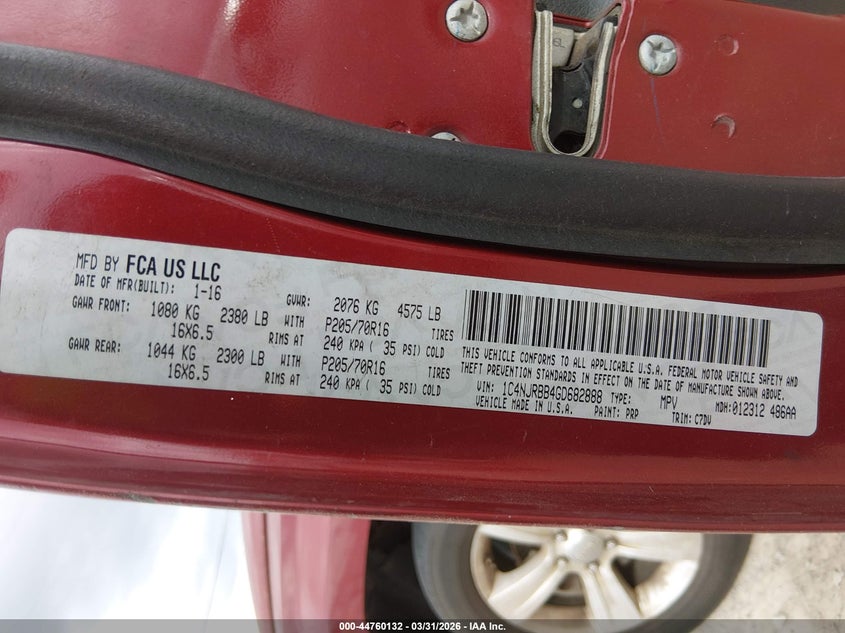 MFD BY FCA US LLC
DATE OF MFR(BUILT): 1-16 GVWR: 2076 KG 4575 LB
GAWR FRONT: 1080 KG 2380 LB WITH P205/70R16 TIRES
16X6.5 RIMS AT 240 KPA ( 35 PSI) COLD
GAWR REAR: 1044 KG 2300 LB WITH P205/70R16 TIRES
16X6.5 RIMS AT 240 KPA ( 35 PSI) COLD
THIS VEHICLE CONFORMS TO ALL APPLICABLE U.S.A. FEDERAL MOTOR VEHICLE SAFETY AND
THEFT PREVENTION STANDARDS IN EFFECT ON THE DATE OF MANUFACTURE SHOWN ABOVE.
VIN: 1C4NJRBB4GD682888 TYPE: MPV MDH:012312 486AA
VEHICLE MADE IN U.S.A. PAINT: PRP TRIM: C7DV
000-44760132 - 03/31/2026 - IAA Inc.